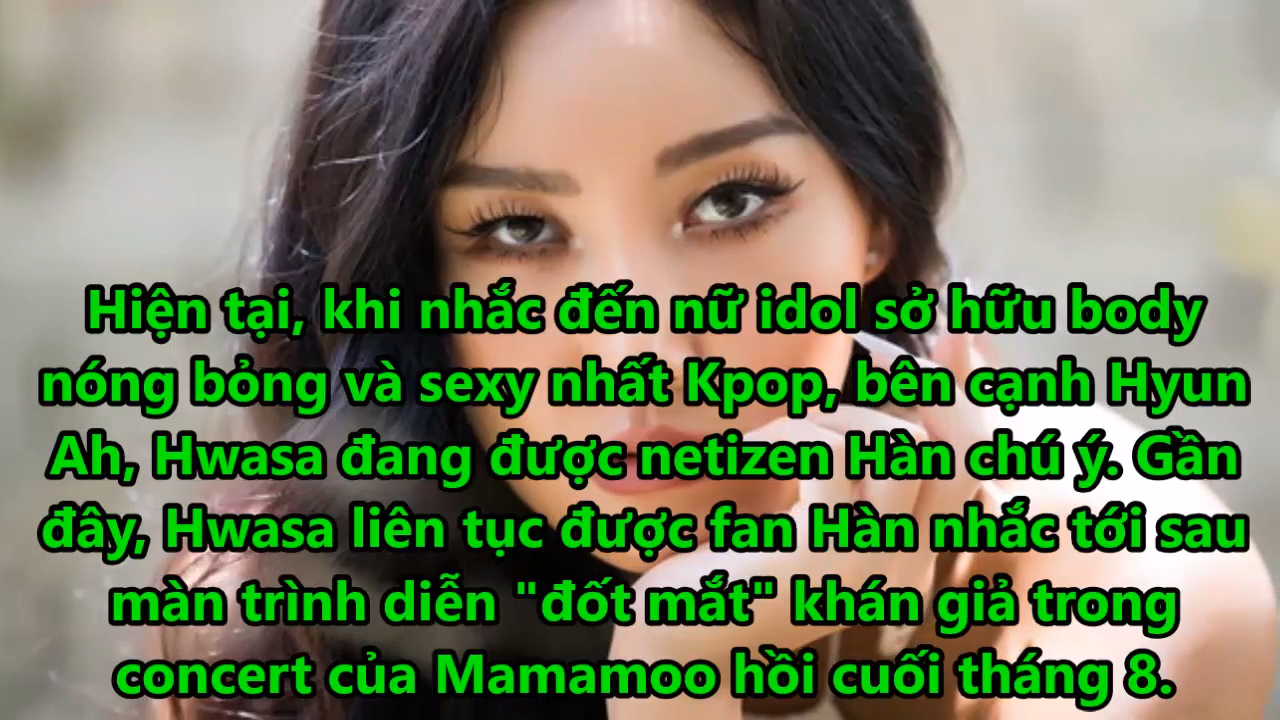 Hiện tại, khi nhắc đến nữ idol sở hữu body
nóng bỏng và sexy nhất Kpop, bên cạnh Hyun
Ah, Hwasa đang được netizen Hàn chú ý. Gần
đây, Hwasa liên tục được fan Hàn nhắc tới sau
màn trình diễn "đốt mắt" khán giả trong
concert của Mamamoo hồi cuối tháng 8.